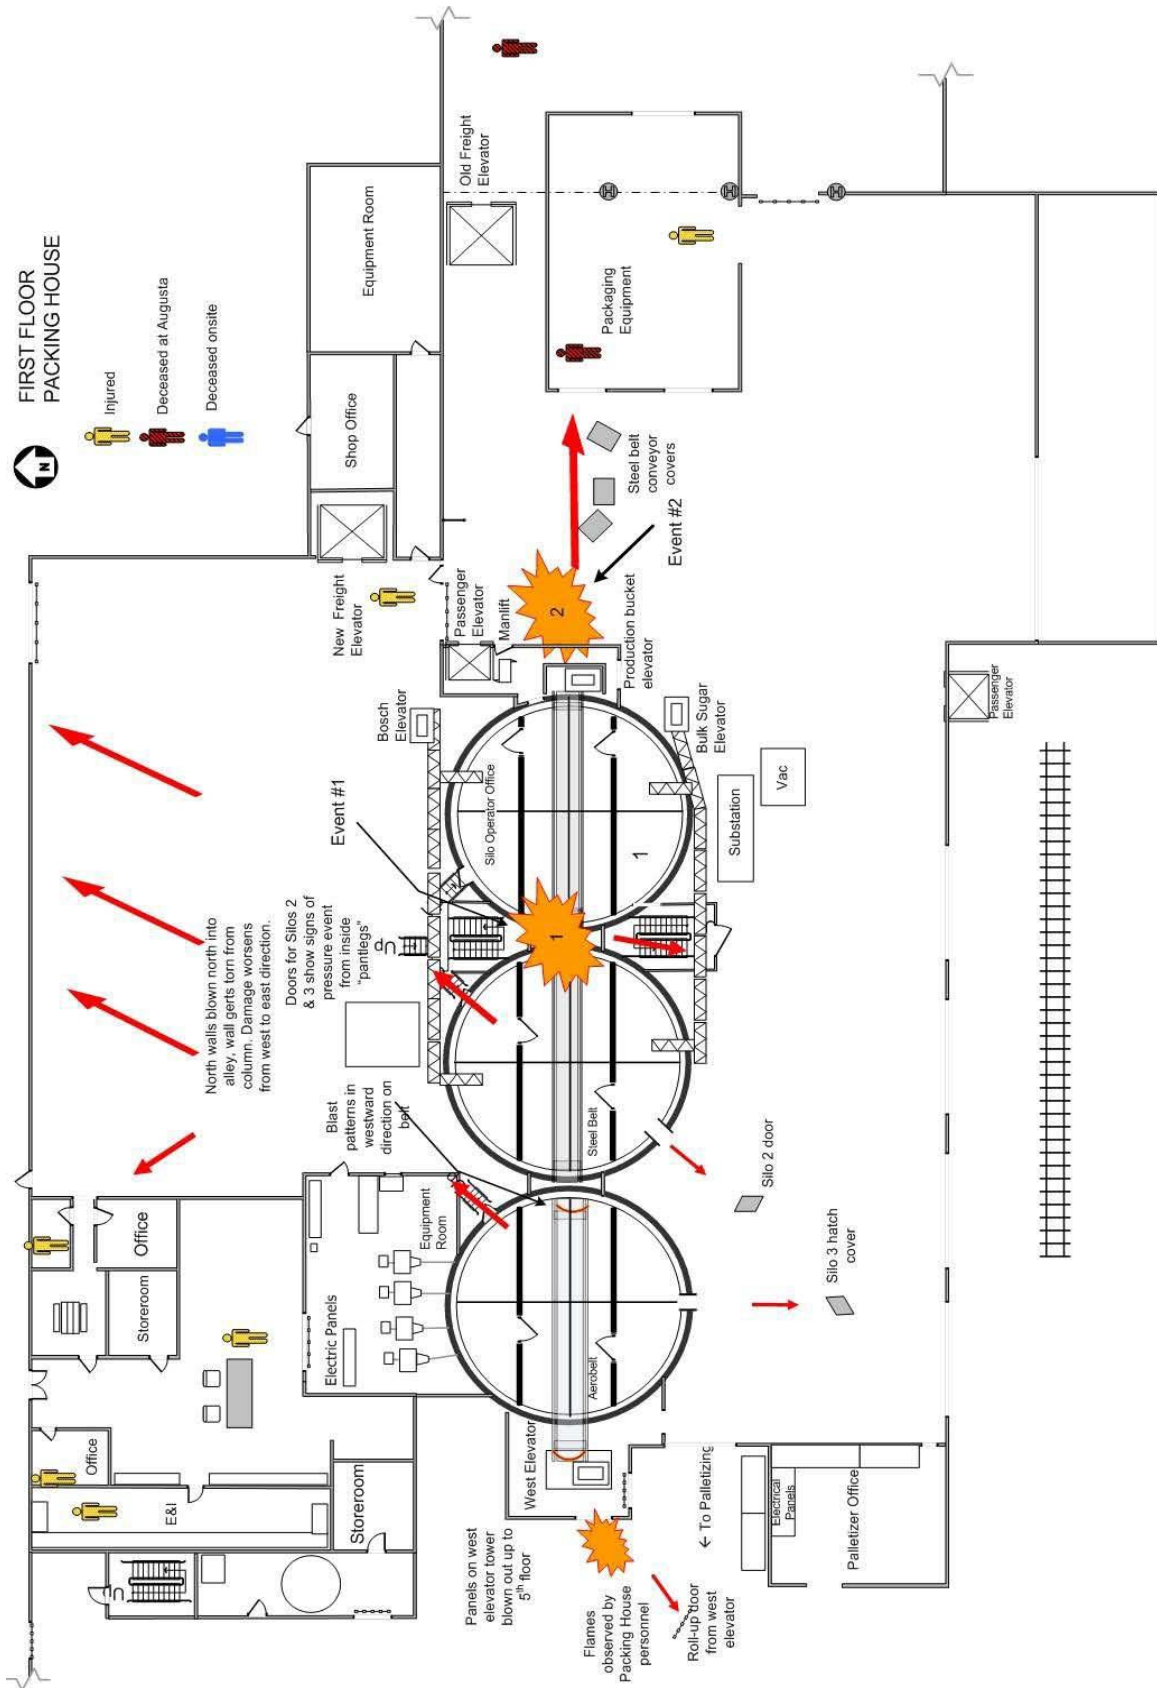 FIRST FLOOR
PACKING HOUSE
N
Injured
Deceased at Augusta
Deceased onsite
Equipment Room
Old Freight
Elevator
Shop Office
New Freight
Elevator
Packaging
Equipment
Steel belt
conveyor
covers
Event #2
2
Passenger
Elevator
Manlift
Production bucket
elevator
Bosch
Elevator
Bulk Sugar
Elevator
Passenger
Elevator
Silo Operator Office
Event #1
1
1
Substation
Vac
North walls blown north into
alley, wall gerts torn from
column. Damage worsens
from west to east direction.
Doors for Silos 2
& 3 show signs of
pressure event
from inside
"pantlegs"
Up
Blast
patterns in
westward
direction on
belt
Steel Belt
Silo 2 door
Silo 3 hatch
cover
Office
Storeroom
Equipment
Room
Electric Panels
Aerobelt
West Elevator
Office
E&I
Storeroom
Panels on west
elevator tower
blown out up to
5th floor
← To Palletizing
Electrical
Panels
Palletizer Office
Flames
observed by
Packing House
personnel
Roll-up door
from west
elevator